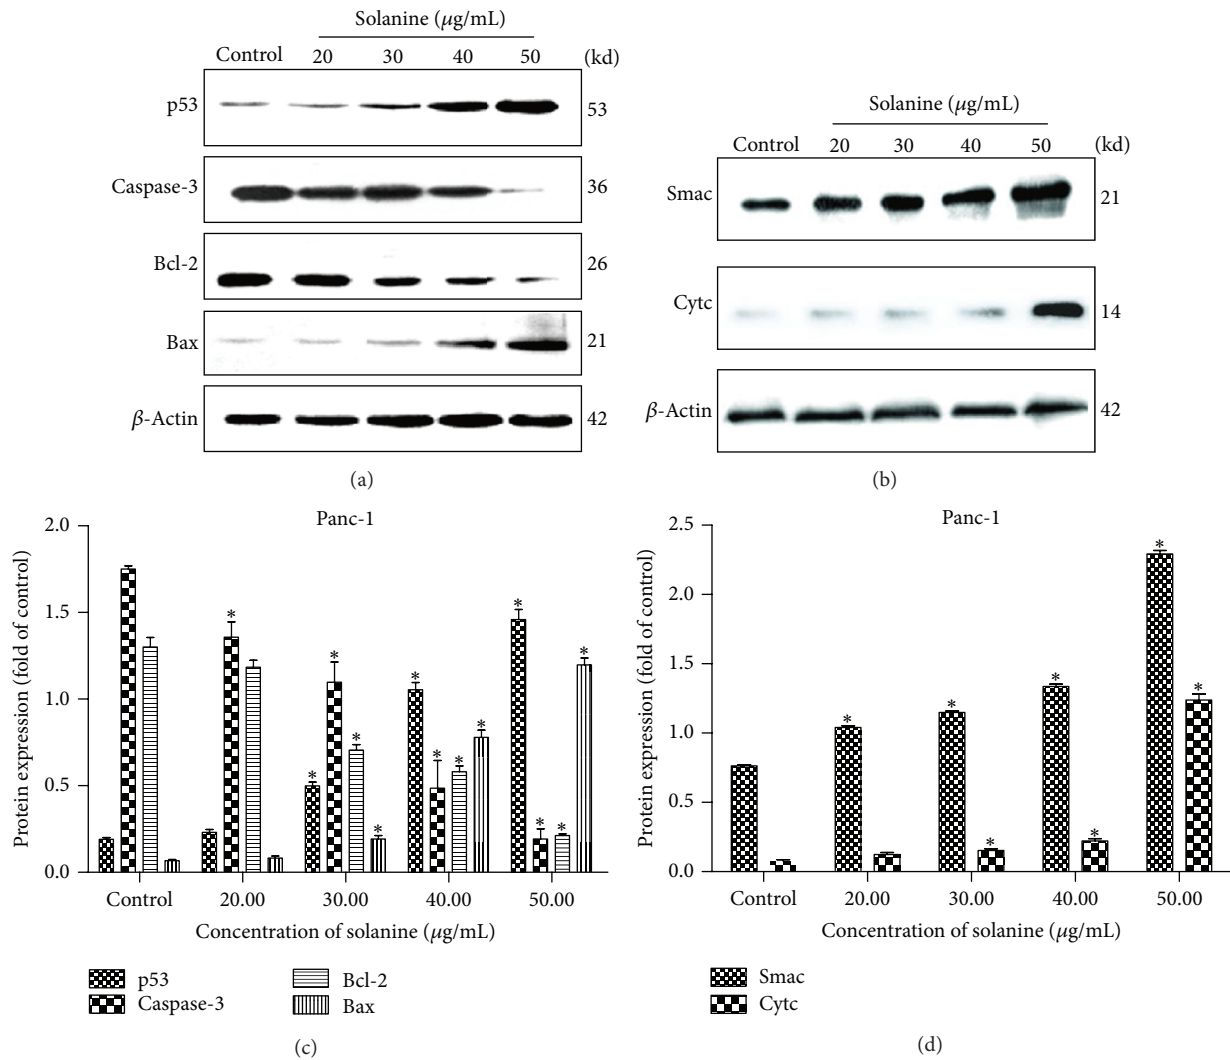 Solanine (μg/mL)
Control 20 30 40 50 (kd)
p53 53
Caspase-3 36
Bcl-2 26
Bax 21
β-Actin 42
(a)
Solanine (μg/mL)
Control 20 30 40 50 (kd)
Smac 21
Cytc 14
β-Actin 42
(b)
Panc-1
Protein expression (fold of control)
2.0
1.5
1.0
0.5
0.0
* * * * * * * * * * * * *
Control 20.00 30.00 40.00 50.00
Concentration of solanine (μg/mL)
p53 Bcl-2
Caspase-3 Bax
(c)
Panc-1
Protein expression (fold of control)
2.5
2.0
1.5
1.0
0.5
0.0
* * * * * * *
Control 20.00 30.00 40.00 50.00
Concentration of solanine (μg/mL)
Smac
Cytc
(d)